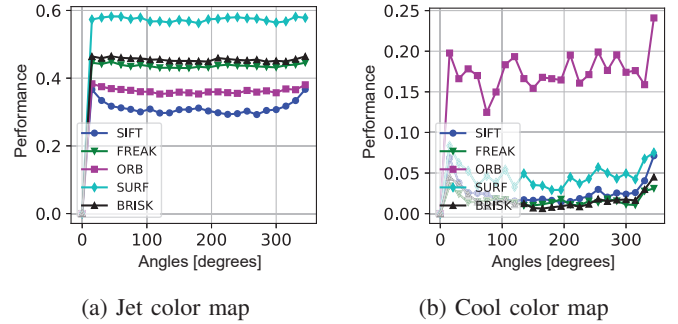 0.6
0.4
0.2
0.0
Performance
SIFT
FREAK
ORB
SURF
BRISK
0 100 200 300
Angles [degrees]
(a) Jet color map
0.25
0.20
0.15
0.10
0.05
0.00
Performance
SIFT
FREAK
ORB
SURF
BRISK
0 100 200 300
Angles [degrees]
(b) Cool color map